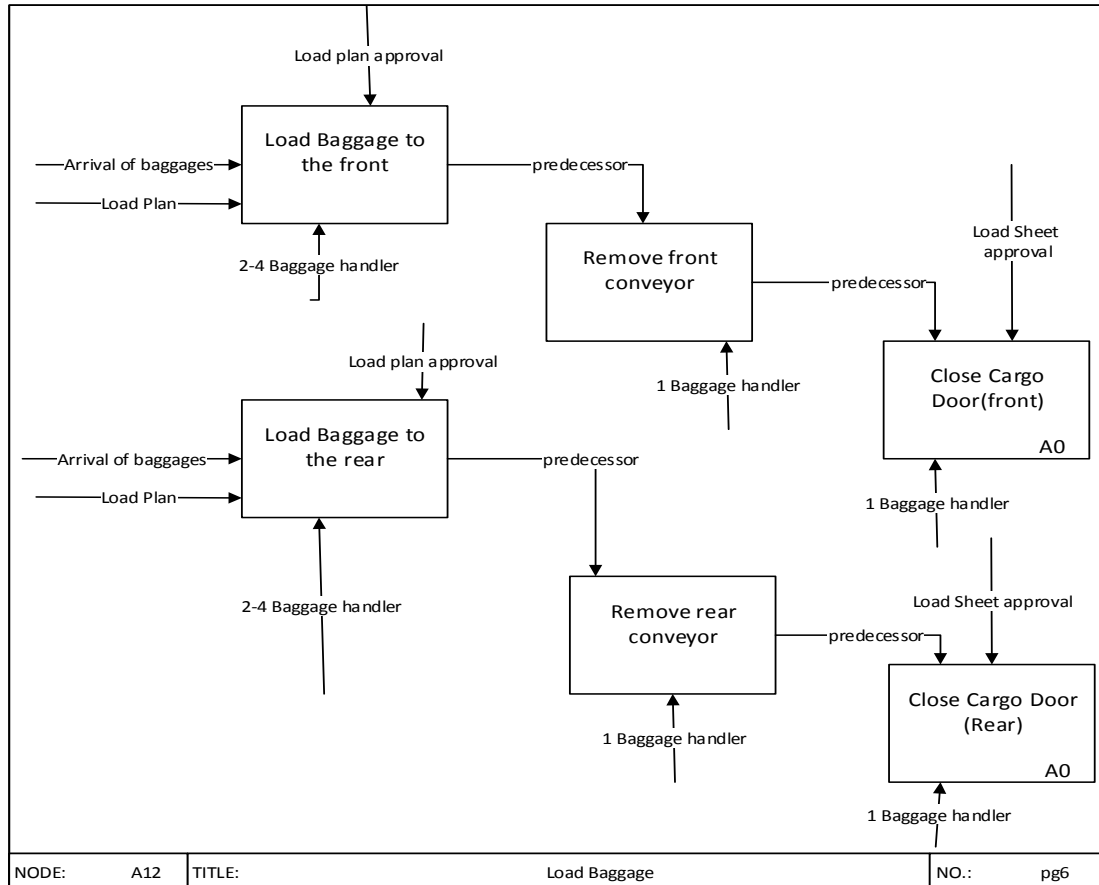 Load plan approval
Load Baggage to
the front
Arrival of baggages
Load Plan
predecessor
2-4 Baggage handler
Remove front
conveyor
predecessor
Load Sheet
approval
1 Baggage handler
Close Cargo
Door(front)
A0
1 Baggage handler
Load plan approval
Load Baggage to
the rear
Arrival of baggages
Load Plan
predecessor
2-4 Baggage handler
Remove rear
conveyor
predecessor
Load Sheet approval
1 Baggage handler
Close Cargo Door
(Rear)
A0
1 Baggage handler
NODE: A12 TITLE: Load Baggage NO.: pg6